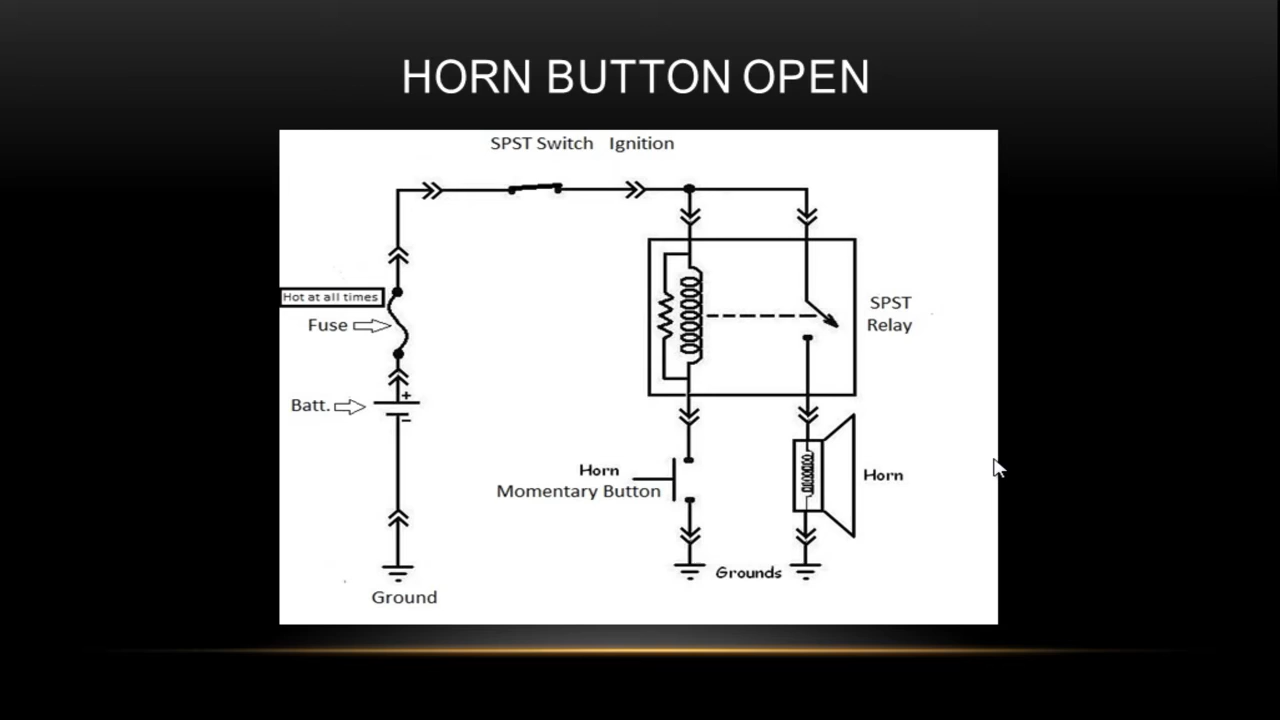 HORN BUTTON OPEN
SPST Switch Ignition
Hot at all times
Fuse
SPST
Relay
Batt.
+
−
Horn
Momentary Button
Horn
Grounds
Ground